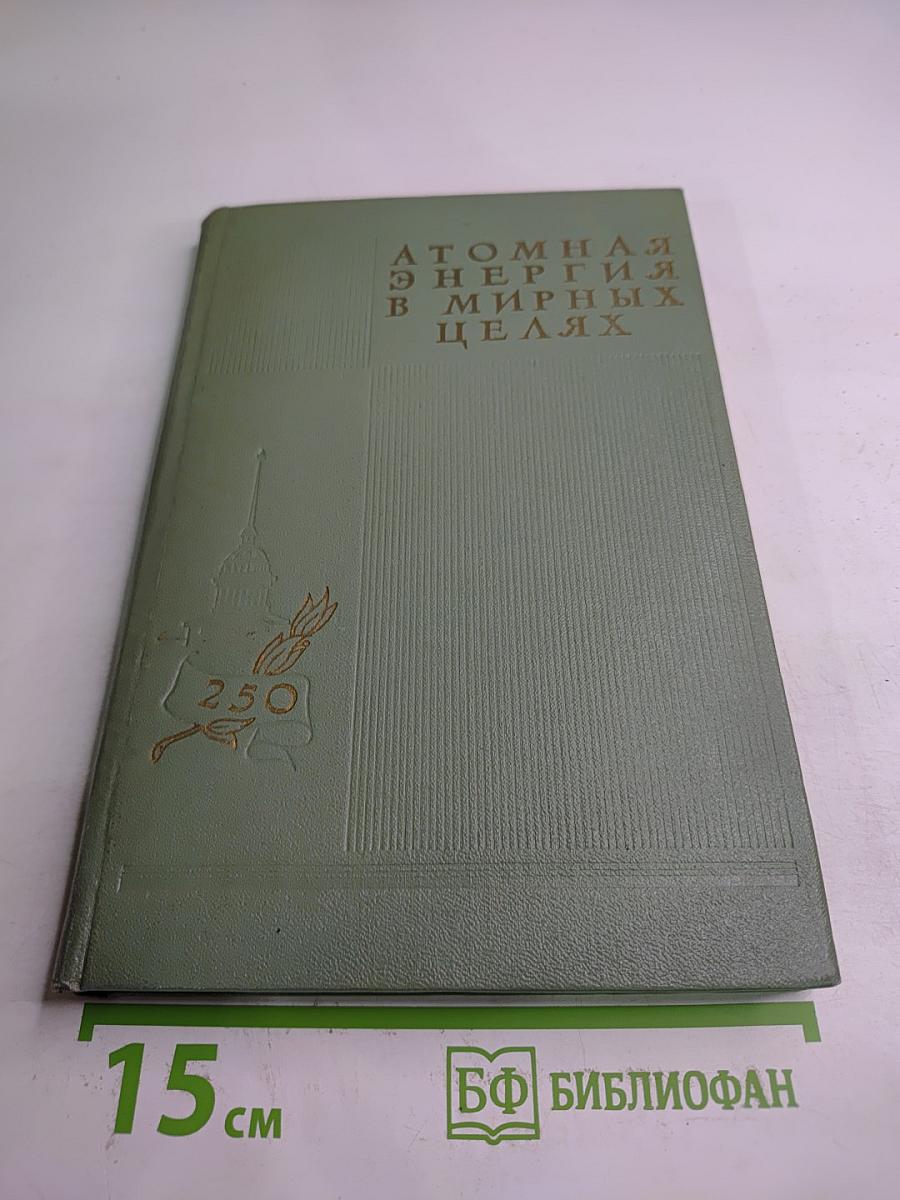 АТОМНАЯ
ЭНЕРГИЯ
В МИРНЫХ
ЦЕЛЯХ
250
15 см
БФ БИБЛИОФАН